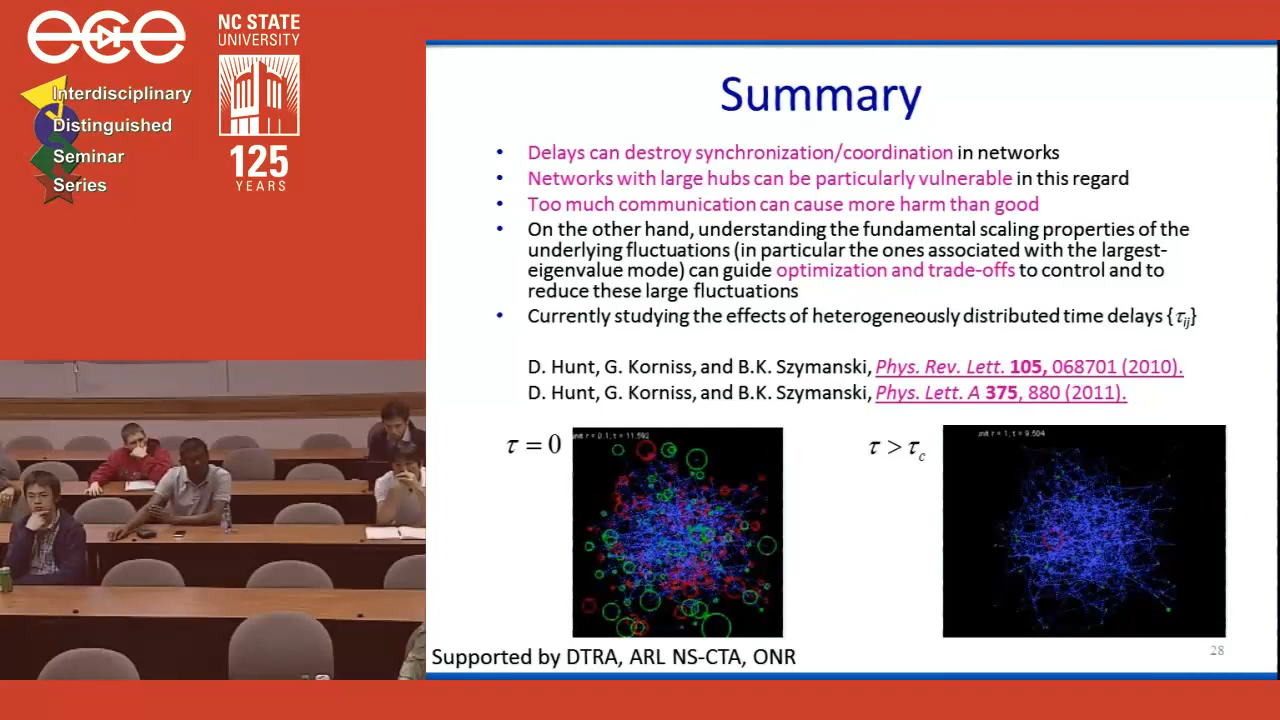 ece
Interdisciplinary
Distinguished
Seminar
Series
NC STATE
UNIVERSITY
125
YEARS
Summary
• Delays can destroy synchronization/coordination in networks
• Networks with large hubs can be particularly vulnerable in this regard
• Too much communication can cause more harm than good
• On the other hand, understanding the fundamental scaling properties of the
underlying fluctuations (in particular the ones associated with the largest-
eigenvalue mode) can guide optimization and trade-offs to control and to
reduce these large fluctuations
• Currently studying the effects of heterogeneously distributed time delays {τij}
D. Hunt, G. Korniss, and B.K. Szymanski, Phys. Rev. Lett. 105, 068701 (2010).
D. Hunt, G. Korniss, and B.K. Szymanski, Phys. Lett. A 375, 880 (2011).
τ = 0
τ > τc
Supported by DTRA, ARL NS-CTA, ONR
28